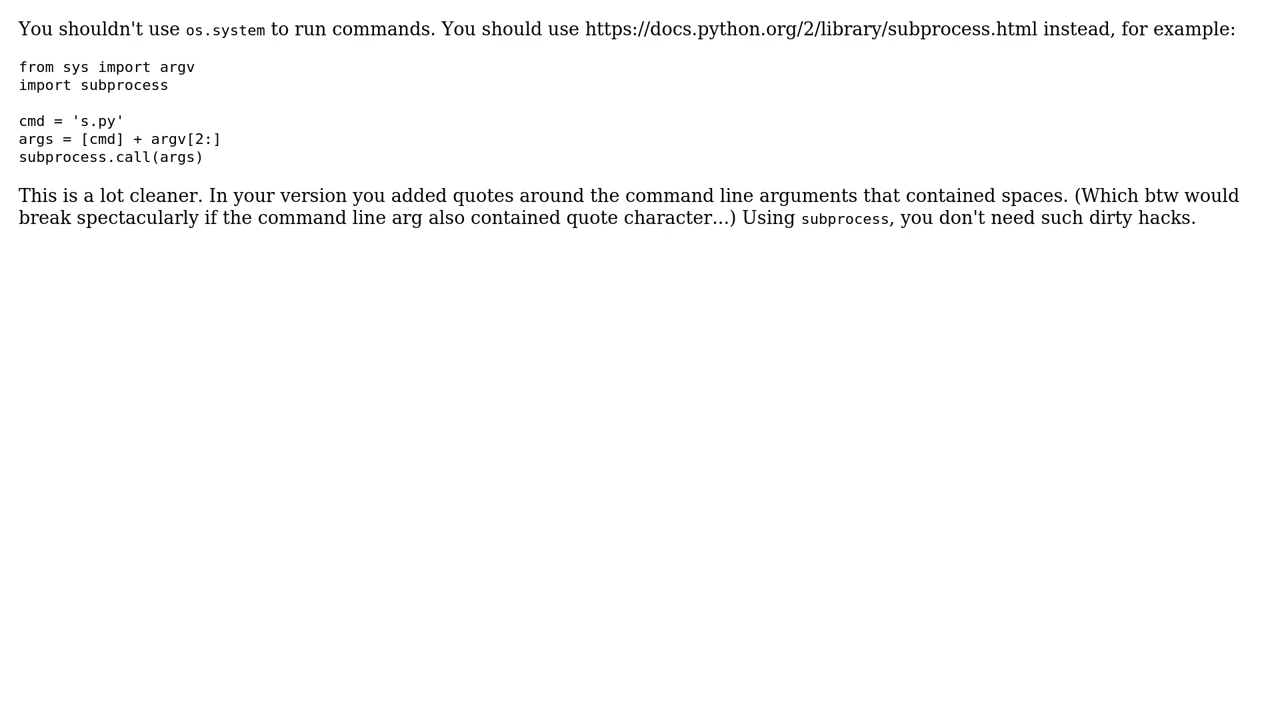 You shouldn't use os.system to run commands. You should use https://docs.python.org/2/library/subprocess.html instead, for example:
from sys import argv
import subprocess
cmd = 's.py'
args = [cmd] + argv[2:]
subprocess.call(args)
This is a lot cleaner. In your version you added quotes around the command line arguments that contained spaces. (Which btw would
break spectacularly if the command line arg also contained quote character...) Using subprocess, you don't need such dirty hacks.